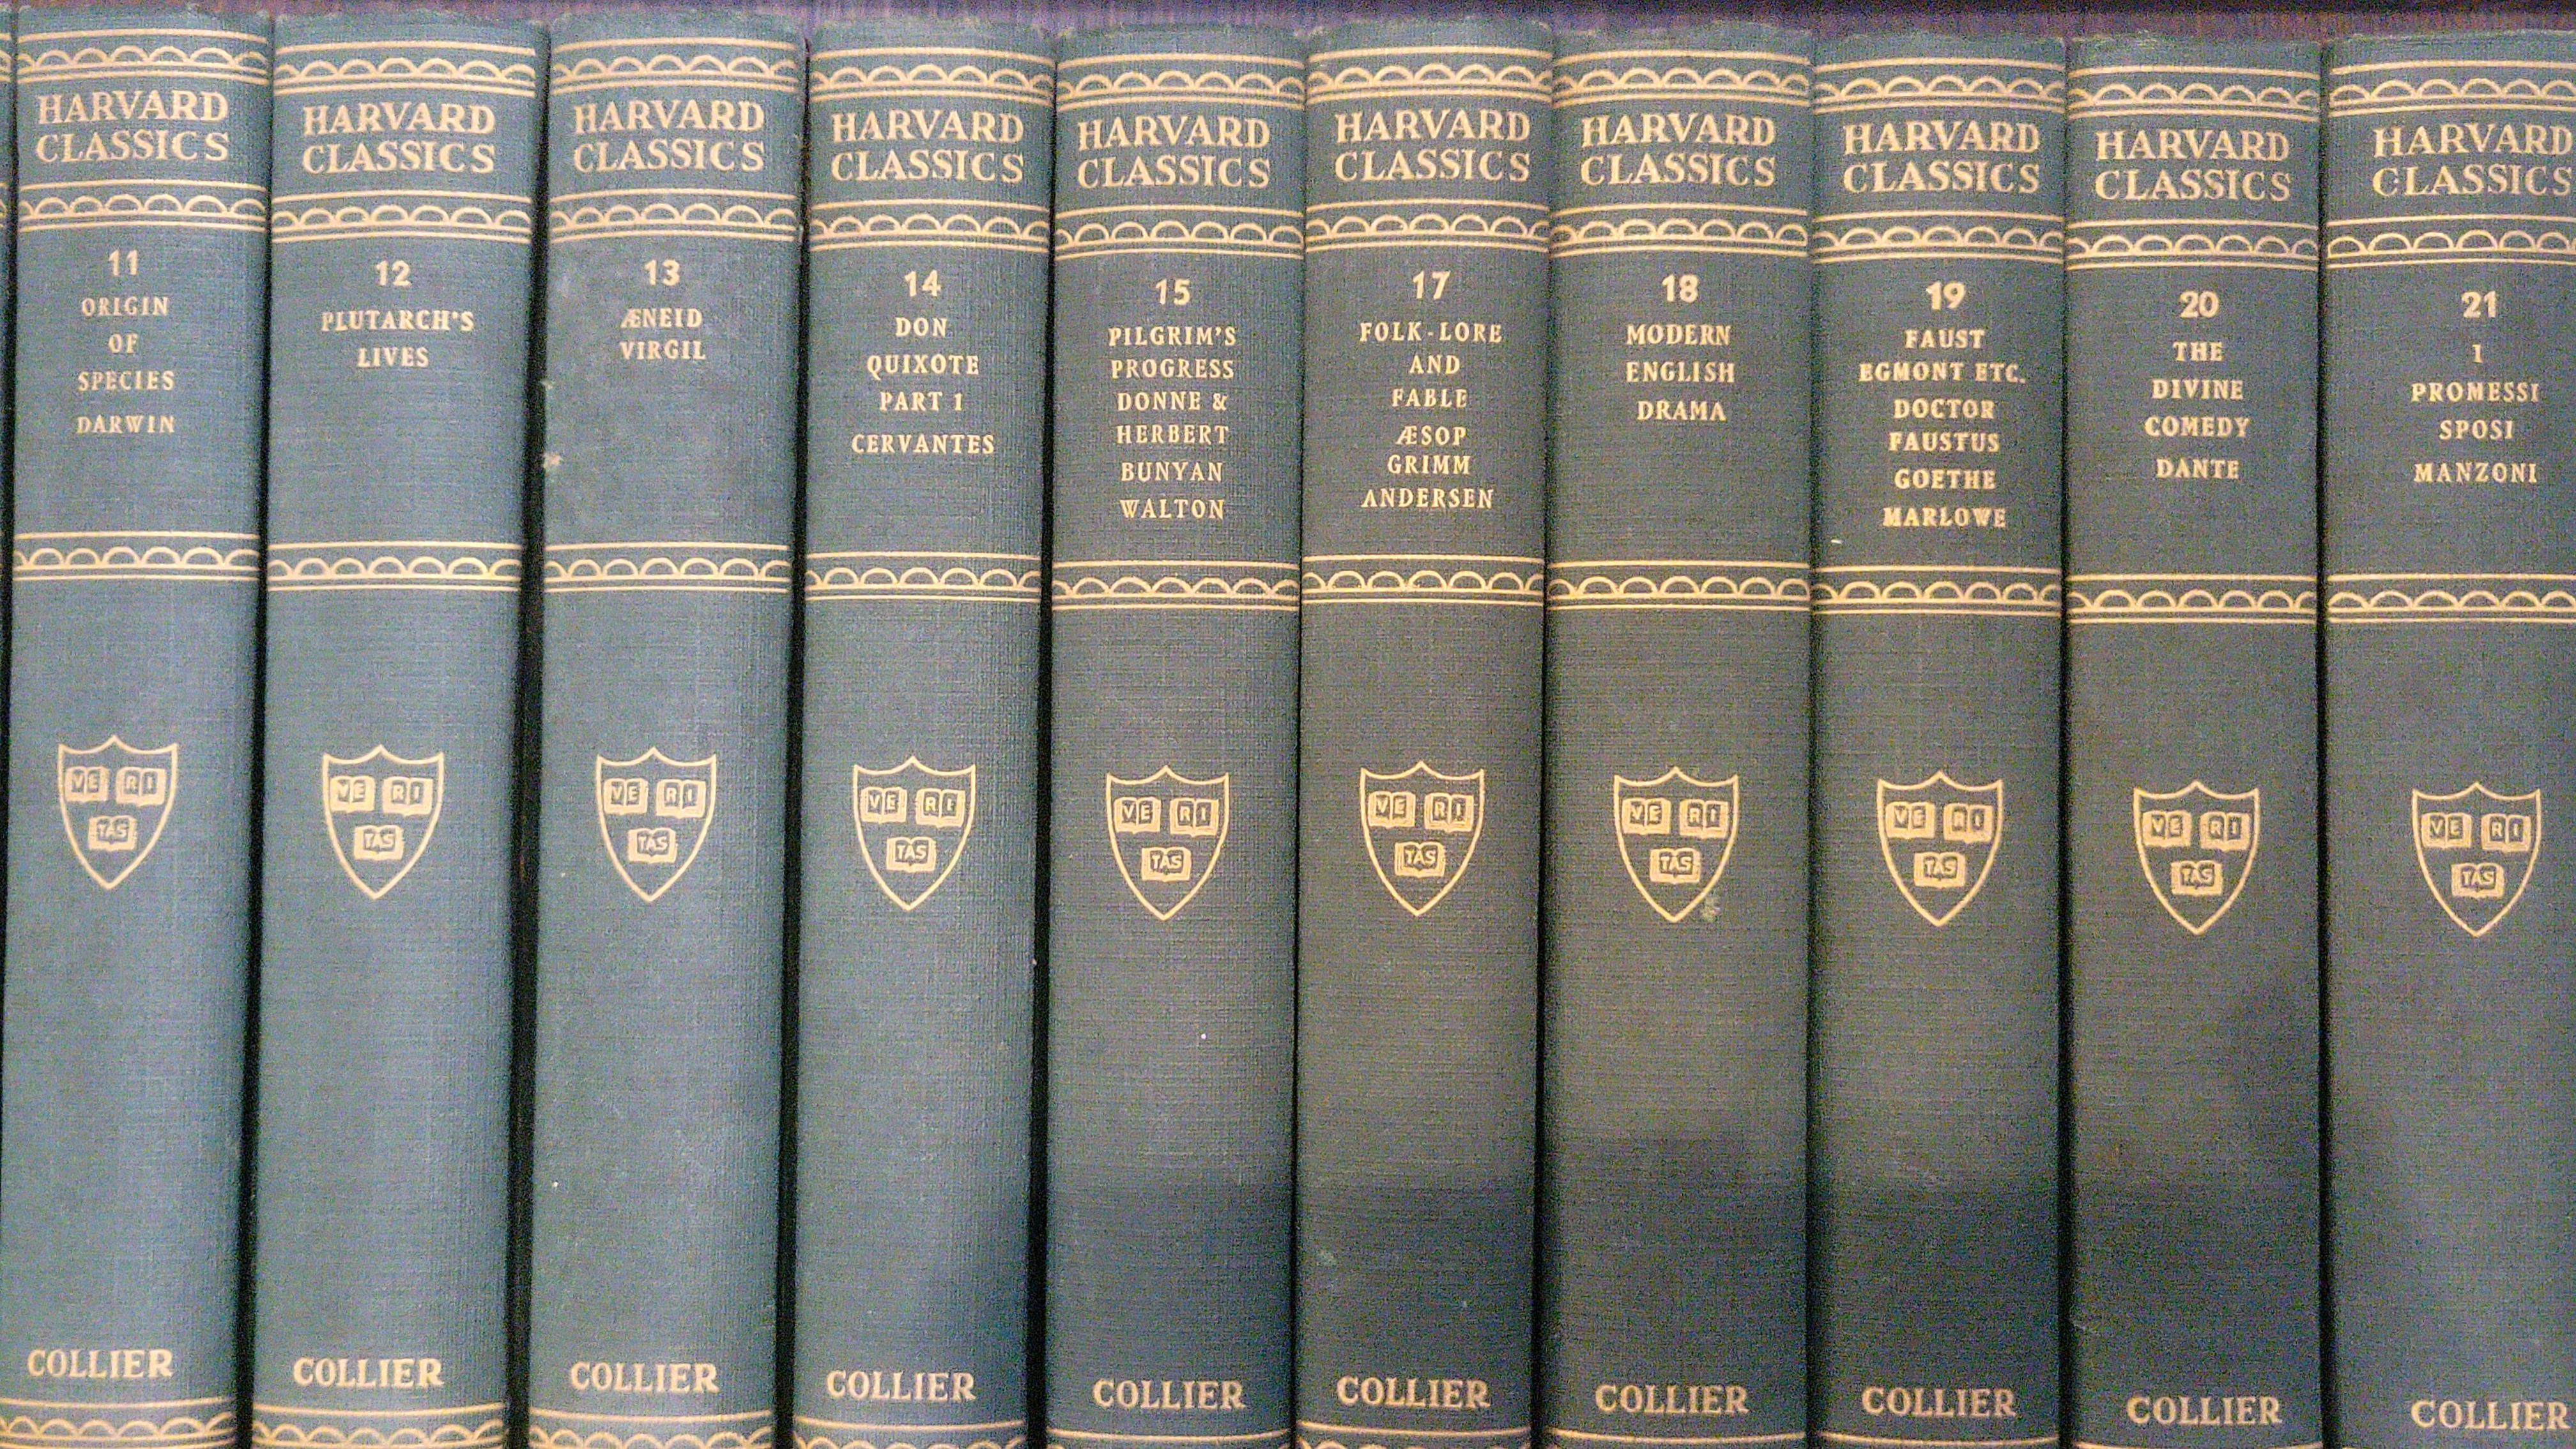 HARVARD
CLASSICS
11
ORIGIN
OF
SPECIES
DARWIN
VE RI
TAS
COLLIER
HARVARD
CLASSICS
12
PLUTARCH'S
LIVES
VE RI
TAS
COLLIER
HARVARD
CLASSICS
13
ÆNEID
VIRGIL
VE RI
TAS
COLLIER
HARVARD
CLASSICS
14
DON
QUIXOTE
PART 1
CERVANTES
VE RI
TAS
COLLIER
HARVARD
CLASSICS
15
PILGRIM'S
PROGRESS
DONNE &
HERBERT
BUNYAN
WALTON
VE RI
TAS
COLLIER
HARVARD
CLASSICS
17
FOLK-LORE
AND
FABLE
ÆSOP
GRIMM
ANDERSEN
VE RI
TAS
COLLIER
HARVARD
CLASSICS
18
MODERN
ENGLISH
DRAMA
VE RI
TAS
COLLIER
HARVARD
CLASSICS
19
FAUST
EGMONT ETC.
DOCTOR
FAUSTUS
GOETHE
MARLOWE
VE RI
TAS
COLLIER
HARVARD
CLASSICS
20
THE
DIVINE
COMEDY
DANTE
VE RI
TAS
COLLIER
HARVARD
CLASSICS
21
I
PROMESSI
SPOSI
MANZONI
VE RI
TAS
COLLIER